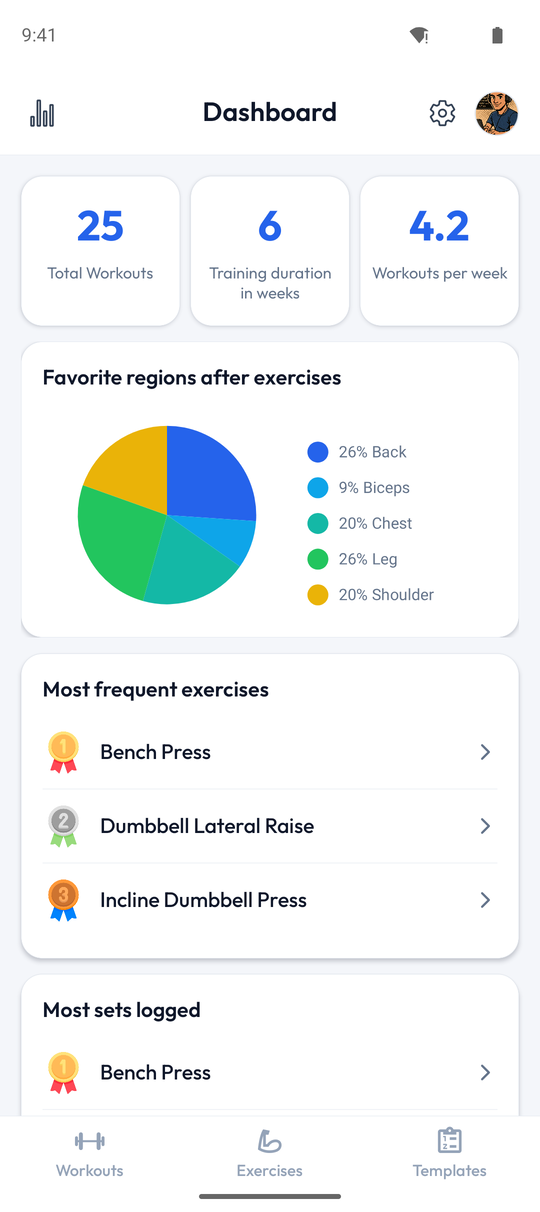 9:41
Dashboard
25
Total Workouts
6
Training duration
in weeks
4.2
Workouts per week
Favorite regions after exercises
26% Back
9% Biceps
20% Chest
26% Leg
20% Shoulder
Most frequent exercises
1
Bench Press
2
Dumbbell Lateral Raise
3
Incline Dumbbell Press
Most sets logged
1
Bench Press
Workouts
Exercises
Templates